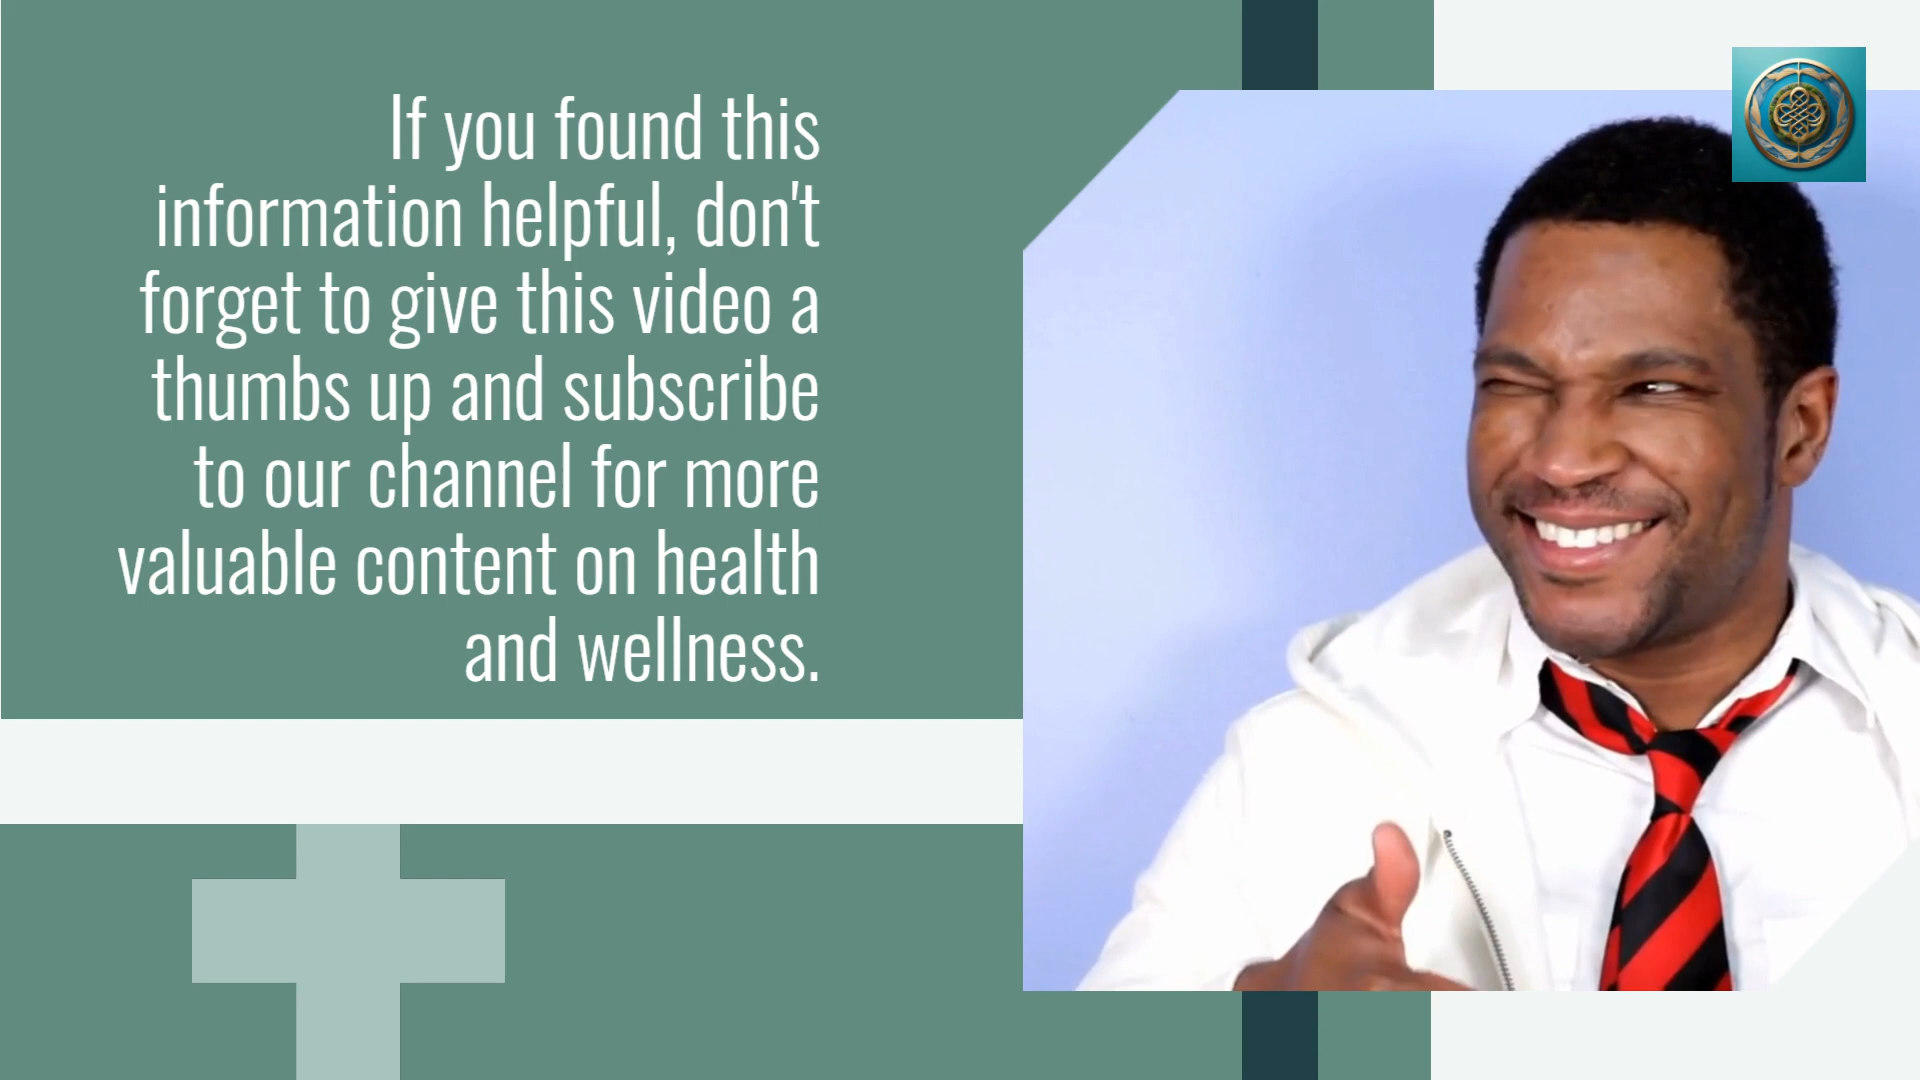 If you found this
information helpful, don't
forget to give this video a
thumbs up and subscribe
to our channel for more
valuable content on health
and wellness.